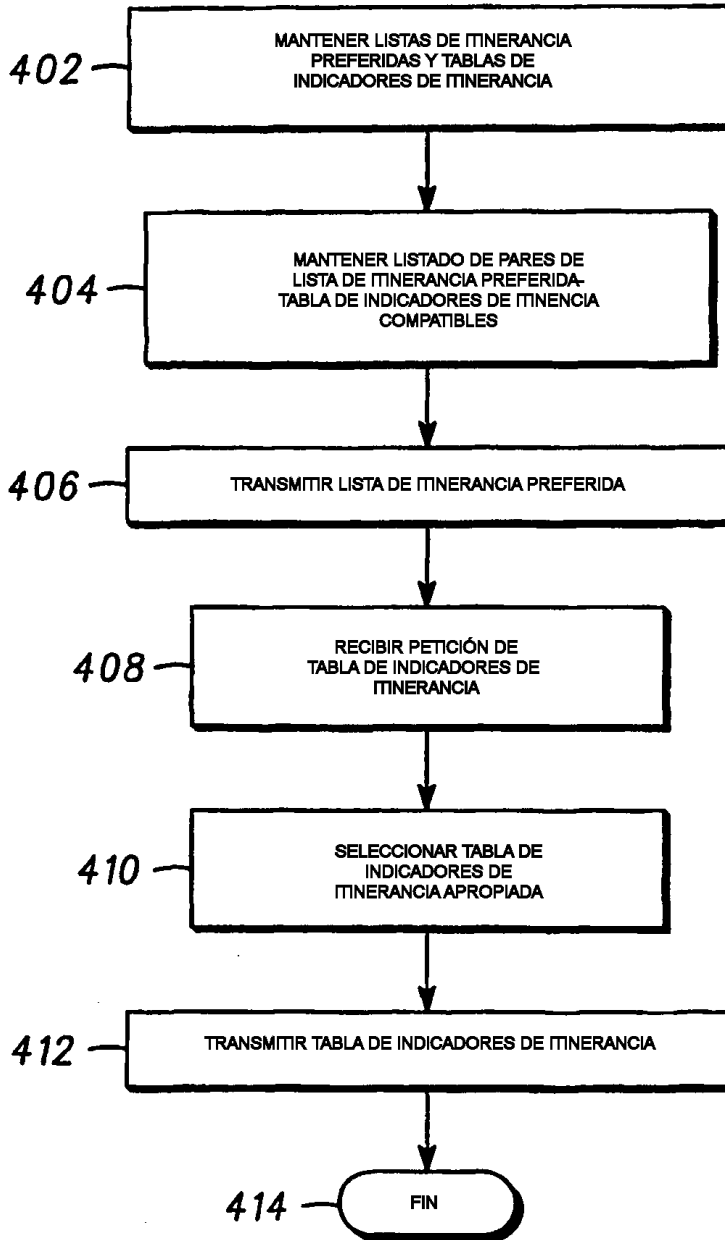 402
MANTENER LISTAS DE ITINERANCIA
PREFERIDAS Y TABLAS DE
INDICADORES DE ITINERANCIA
404
MANTENER LISTADO DE PARES DE
LISTA DE ITINERANCIA PREFERIDA-
TABLA DE INDICADORES DE ITINENCIA
COMPATIBLES
406
TRANSMITIR LISTA DE ITINERANCIA PREFERIDA
408
RECIBIR PETICIÓN DE
TABLA DE INDICADORES DE
ITINERANCIA
410
SELECCIONAR TABLA DE
INDICADORES DE
ITINERANCIA APROPIADA
412
TRANSMITIR TABLA DE INDICADORES DE ITINERANCIA
414
FIN